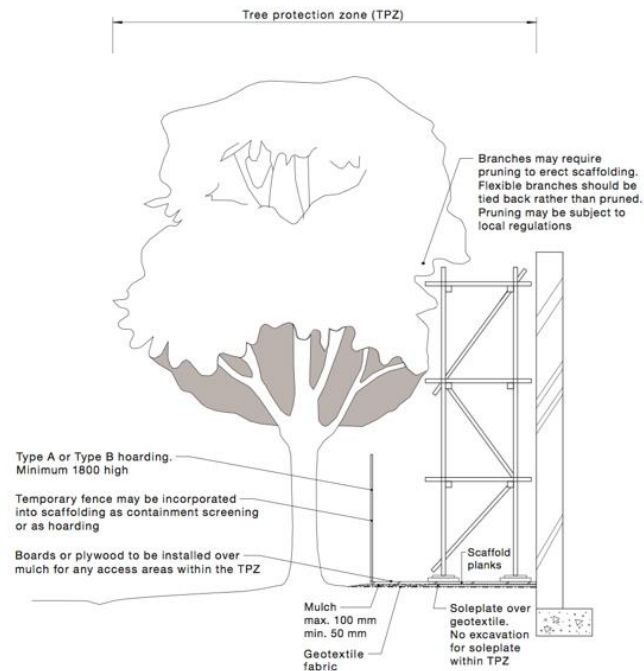 Tree protection zone (TPZ)
Branches may require
pruning to erect scaffolding.
Flexible branches should be
tied back rather than pruned.
Pruning may be subject to
local regulations
Type A or Type B hoarding.
Minimum 1800 high
Temporary fence may be incorporated
into scaffolding as containment screening
or as hoarding
Boards or plywood to be installed over
mulch for any access areas within the TPZ
Scaffold
planks
Mulch
max. 100 mm
min. 50 mm
Geotextile
fabric
Soleplate over
geotextile.
No excavation
for soleplate
within TPZ